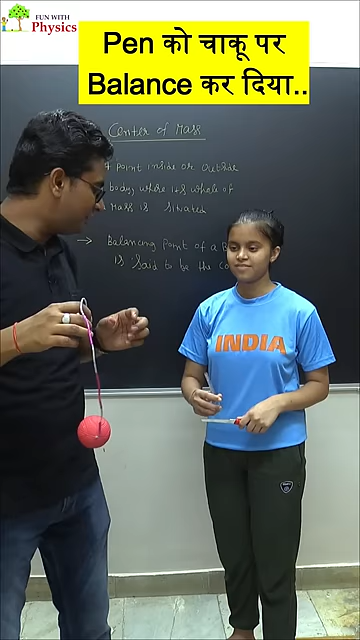 FUN WITH
Physics
Pen को चाकू पर
Balance कर दिया..
Center of Mass
A point inside or outside
body, where its whole of
Mass is situated
→ Balancing Point of a
is said to be the
INDIA